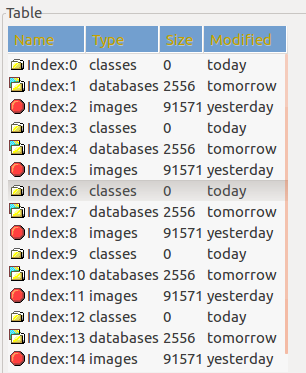 Table
Name Type Size Modified
Index:0 classes 0 today
Index:1 databases 2556 tomorrow
Index:2 images 91571 yesterday
Index:3 classes 0 today
Index:4 databases 2556 tomorrow
Index:5 images 91571 yesterday
Index:6 classes 0 today
Index:7 databases 2556 tomorrow
Index:8 images 91571 yesterday
Index:9 classes 0 today
Index:10 databases 2556 tomorrow
Index:11 images 91571 yesterday
Index:12 classes 0 today
Index:13 databases 2556 tomorrow
Index:14 images 91571 yesterday